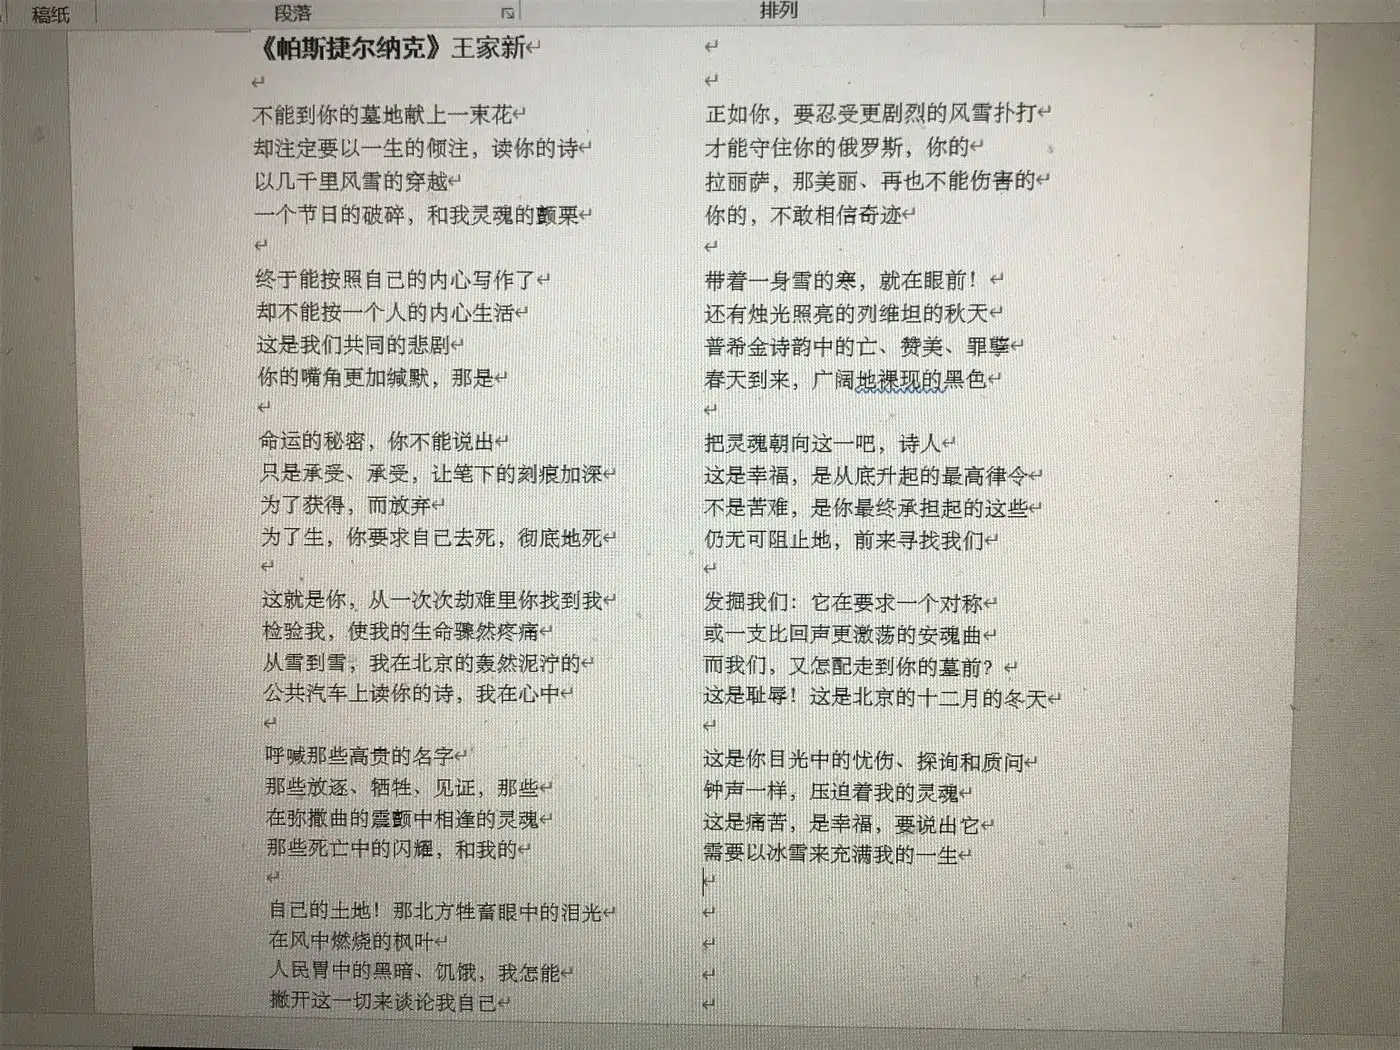 稿纸
段落
排列
《帕斯捷尔纳克》王家新
不能到你的墓地献上一束花
却注定要以一生的倾注，读你的诗
以几千里风雪的穿越
一个节日的破碎，和我灵魂的颤栗
终于能按照自己的内心写作了
却不能按一个人的内心生活
这是我们共同的悲剧
你的嘴角更加缄默，那是
命运的秘密，你不能说出
只是承受、承受，让笔下的刻痕加深
为了获得，而放弃
为了生，你要求自己去死，彻底地死
这就是你，从一次次劫难里你找到我
检验我，使我的生命骤然疼痛
从雪到雪，我在北京的轰然泥泞的
公共汽车上读你的诗，我在心中
呼喊那些高贵的名字
那些放逐、牺牲、见证，那些
在弥撒曲的震颤中相逢的灵魂
那些死亡中的闪耀，和我的
自己的土地！那北方牲畜眼中的泪光
在风中燃烧的枫叶
人民胃中的黑暗、饥饿，我怎能
撇开这一切来谈论我自己
正如你，要忍受更剧烈的风雪扑打
才能守住你的俄罗斯，你的
拉丽萨，那美丽、再也不能伤害的
你的，不敢相信奇迹
带着一身雪的寒，就在眼前！
还有烛光照亮的列维坦的秋天
普希金诗韵中的亡、赞美、罪孽
春天到来，广阔地裸现的黑色
把灵魂朝向这一吧，诗人
这是幸福，是从底升起的最高律令
不是苦难，是你最终承担起的这些
仍无可阻止地，前来寻找我们
发掘我们：它在要求一个对称
或一支比回声更激荡的安魂曲
而我们，又怎配走到你的墓前？
这是耻辱！这是北京的十二月的冬天
这是你目光中的忧伤、探询和质问
钟声一样，压迫着我的灵魂
这是痛苦，是幸福，要说出它
需要以冰雪来充满我的一生